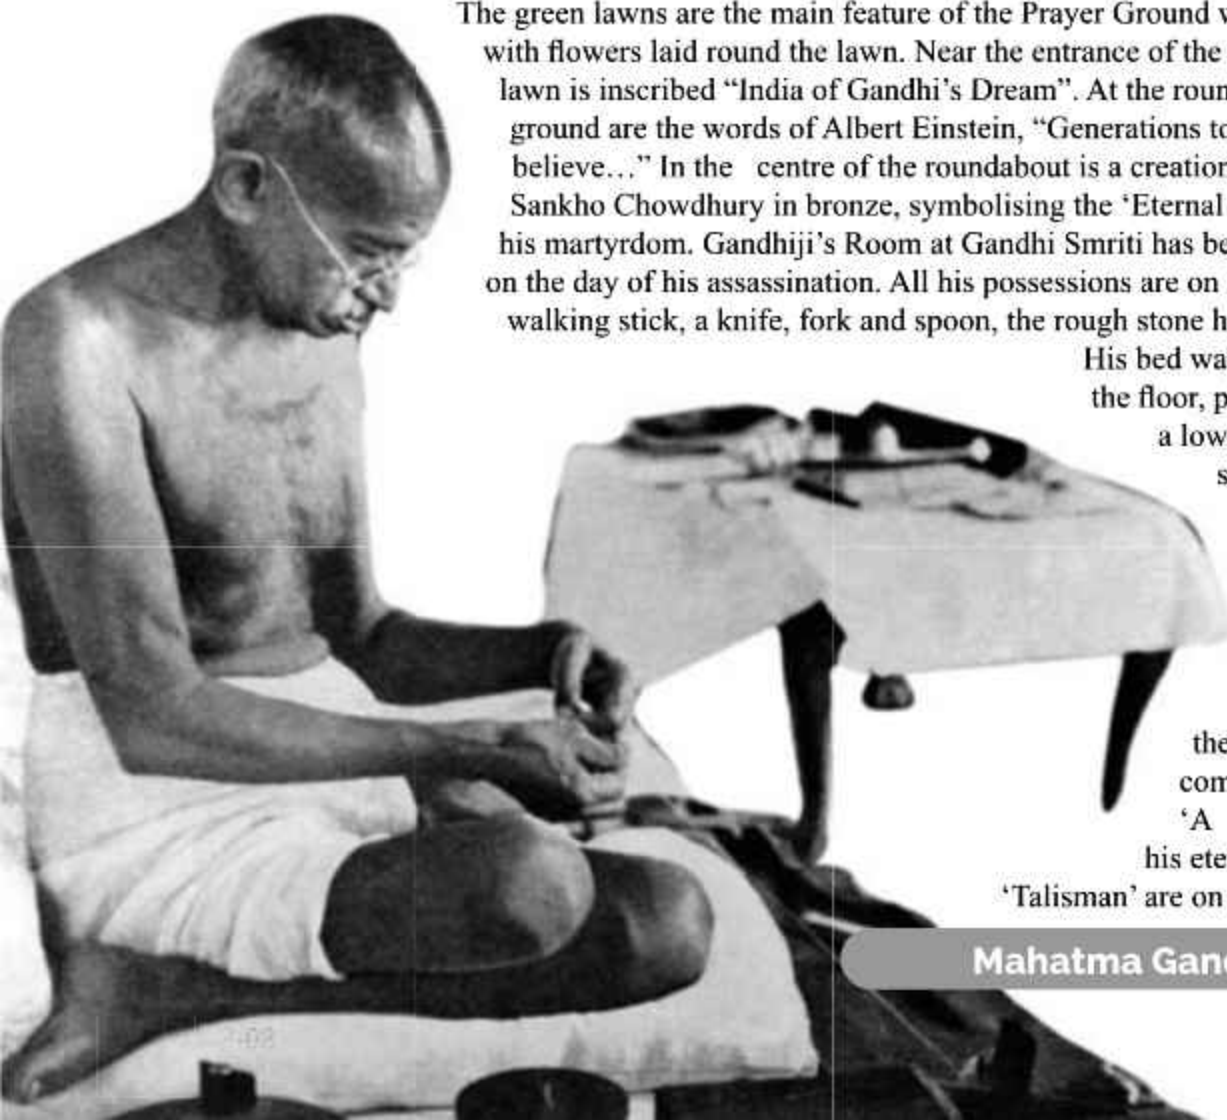 The green lawns are the main feature of the Prayer Ground
with flowers laid round the lawn. Near the entrance of the
lawn is inscribed “India of Gandhi’s Dream”. At the roun
ground are the words of Albert Einstein, “Generations to
believe…” In the centre of the roundabout is a creation
Sankho Chowdhury in bronze, symbolising the ‘Eternal
his martyrdom. Gandhiji’s Room at Gandhi Smriti has be
on the day of his assassination. All his possessions are on
walking stick, a knife, fork and spoon, the rough stone h
His bed wa
the floor, p
a low
s
the
com
‘A
his ete
‘Talisman’ are on
Mahatma Gand